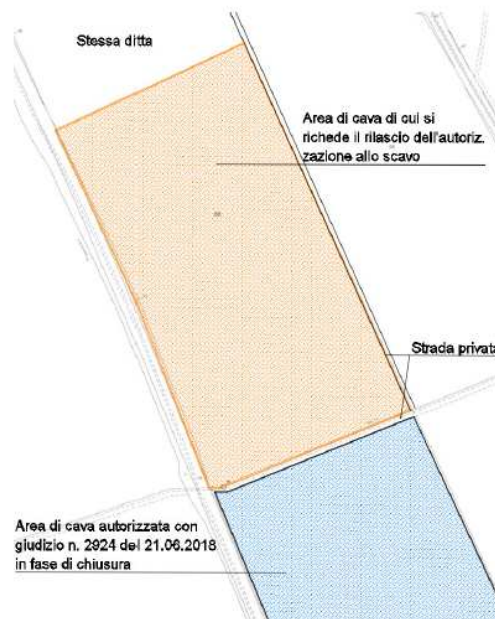 Stessa ditta
Area di cava di cui si
richede il rilascio dell'autoriz.
zazione allo scavo
Strada privata
Area di cava autorizzata con
giudizio n. 2924 del 21.06.2018
in fase di chiusura